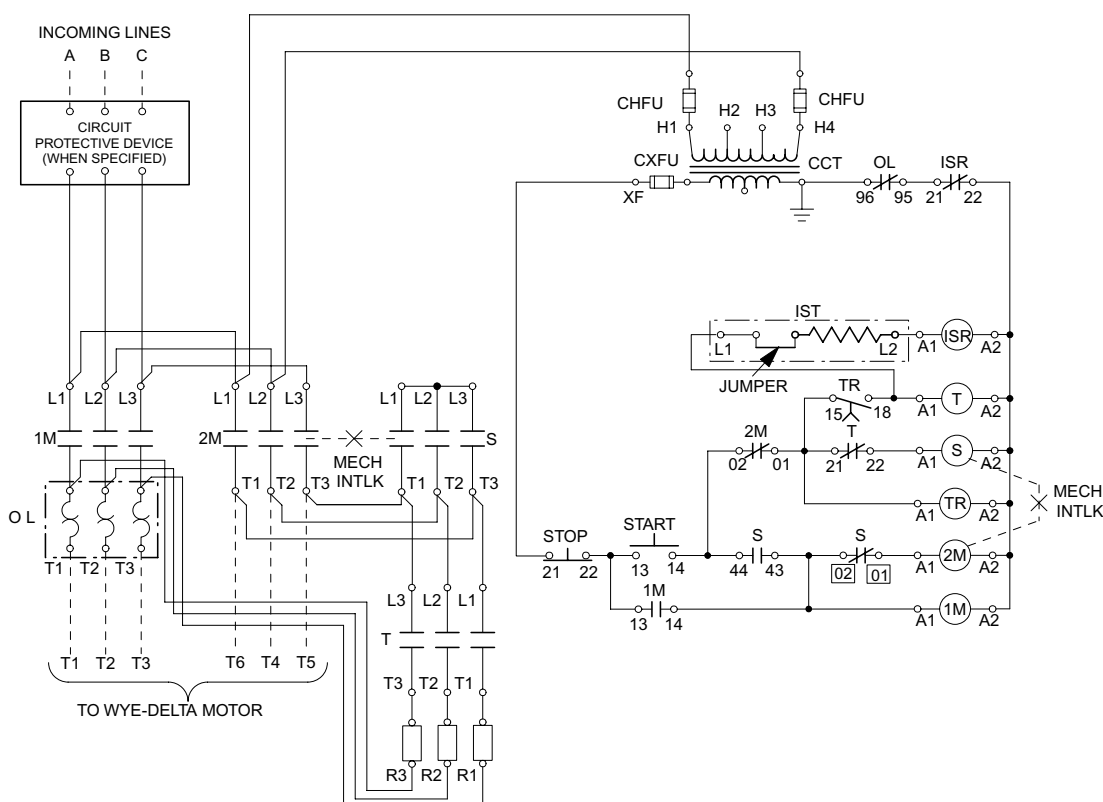 INCOMING LINES
A B C
CIRCUIT
PROTECTIVE DEVICE
(WHEN SPECIFIED)
CHFU CHFU
H1 H2 H3 H4
CXFU CCT OL ISR
XF 96 95 21 22
IST
L1 L2 A1 ISR A2
JUMPER
L1 L2 L3 L1 L2 L3 L1 L2 L3
TR
15 18 A1 T A2
1M 2M S
MECH
INTLK
2M T
02 01 21 22 A1 S A2
T1 T2 T3 T1 T2 T3
MECH
INTLK
TR
A1 A2
O L
STOP START S S
21 22 13 14 44 43 02 01 A1 2M A2
T1 T2 T3
1M
13 14 A1 1M A2
L3 L2 L1
T
T1 T2 T3 T6 T4 T5
T3 T2 T1
TO WYE-DELTA MOTOR
R3 R2 R1